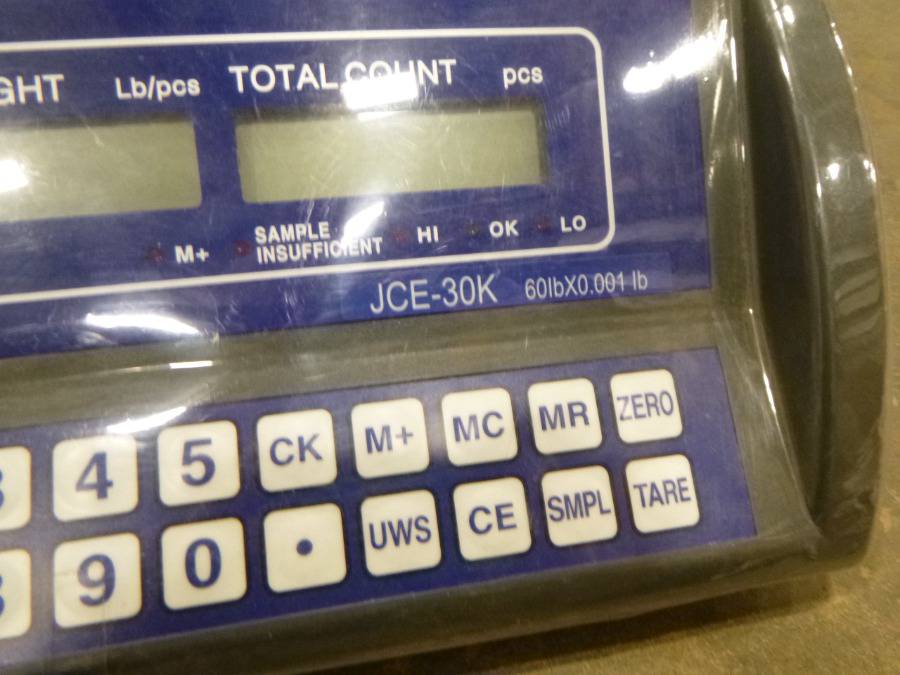 GHT Lb/pcs TOTAL COUNT pcs
M+ SAMPLE INSUFFICIENT HI OK LO
JCE-30K 60lbX0.001 lb
4 5 CK M+ MC MR ZERO
9 0 • UWS CE SMPL TARE